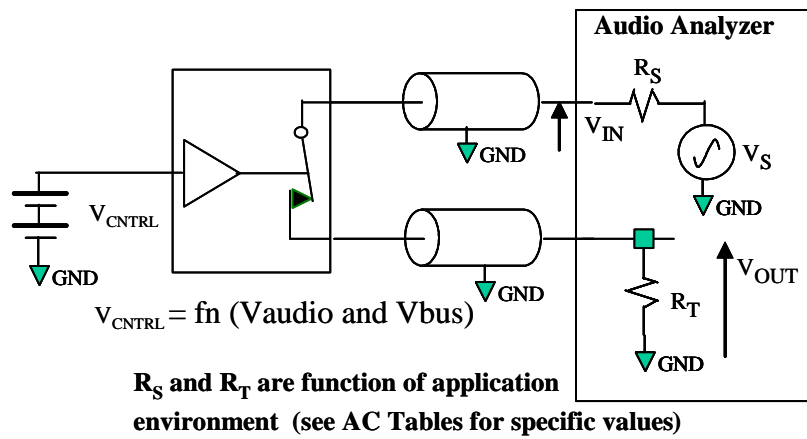 Audio Analyzer
R_S
V_IN
V_S
GND
GND
V_CNTRL
GND
GND
V_OUT
R_T
GND
V_CNTRL = fn (Vaudio and Vbus)
R_S and R_T are function of application
environment (see AC Tables for specific values)